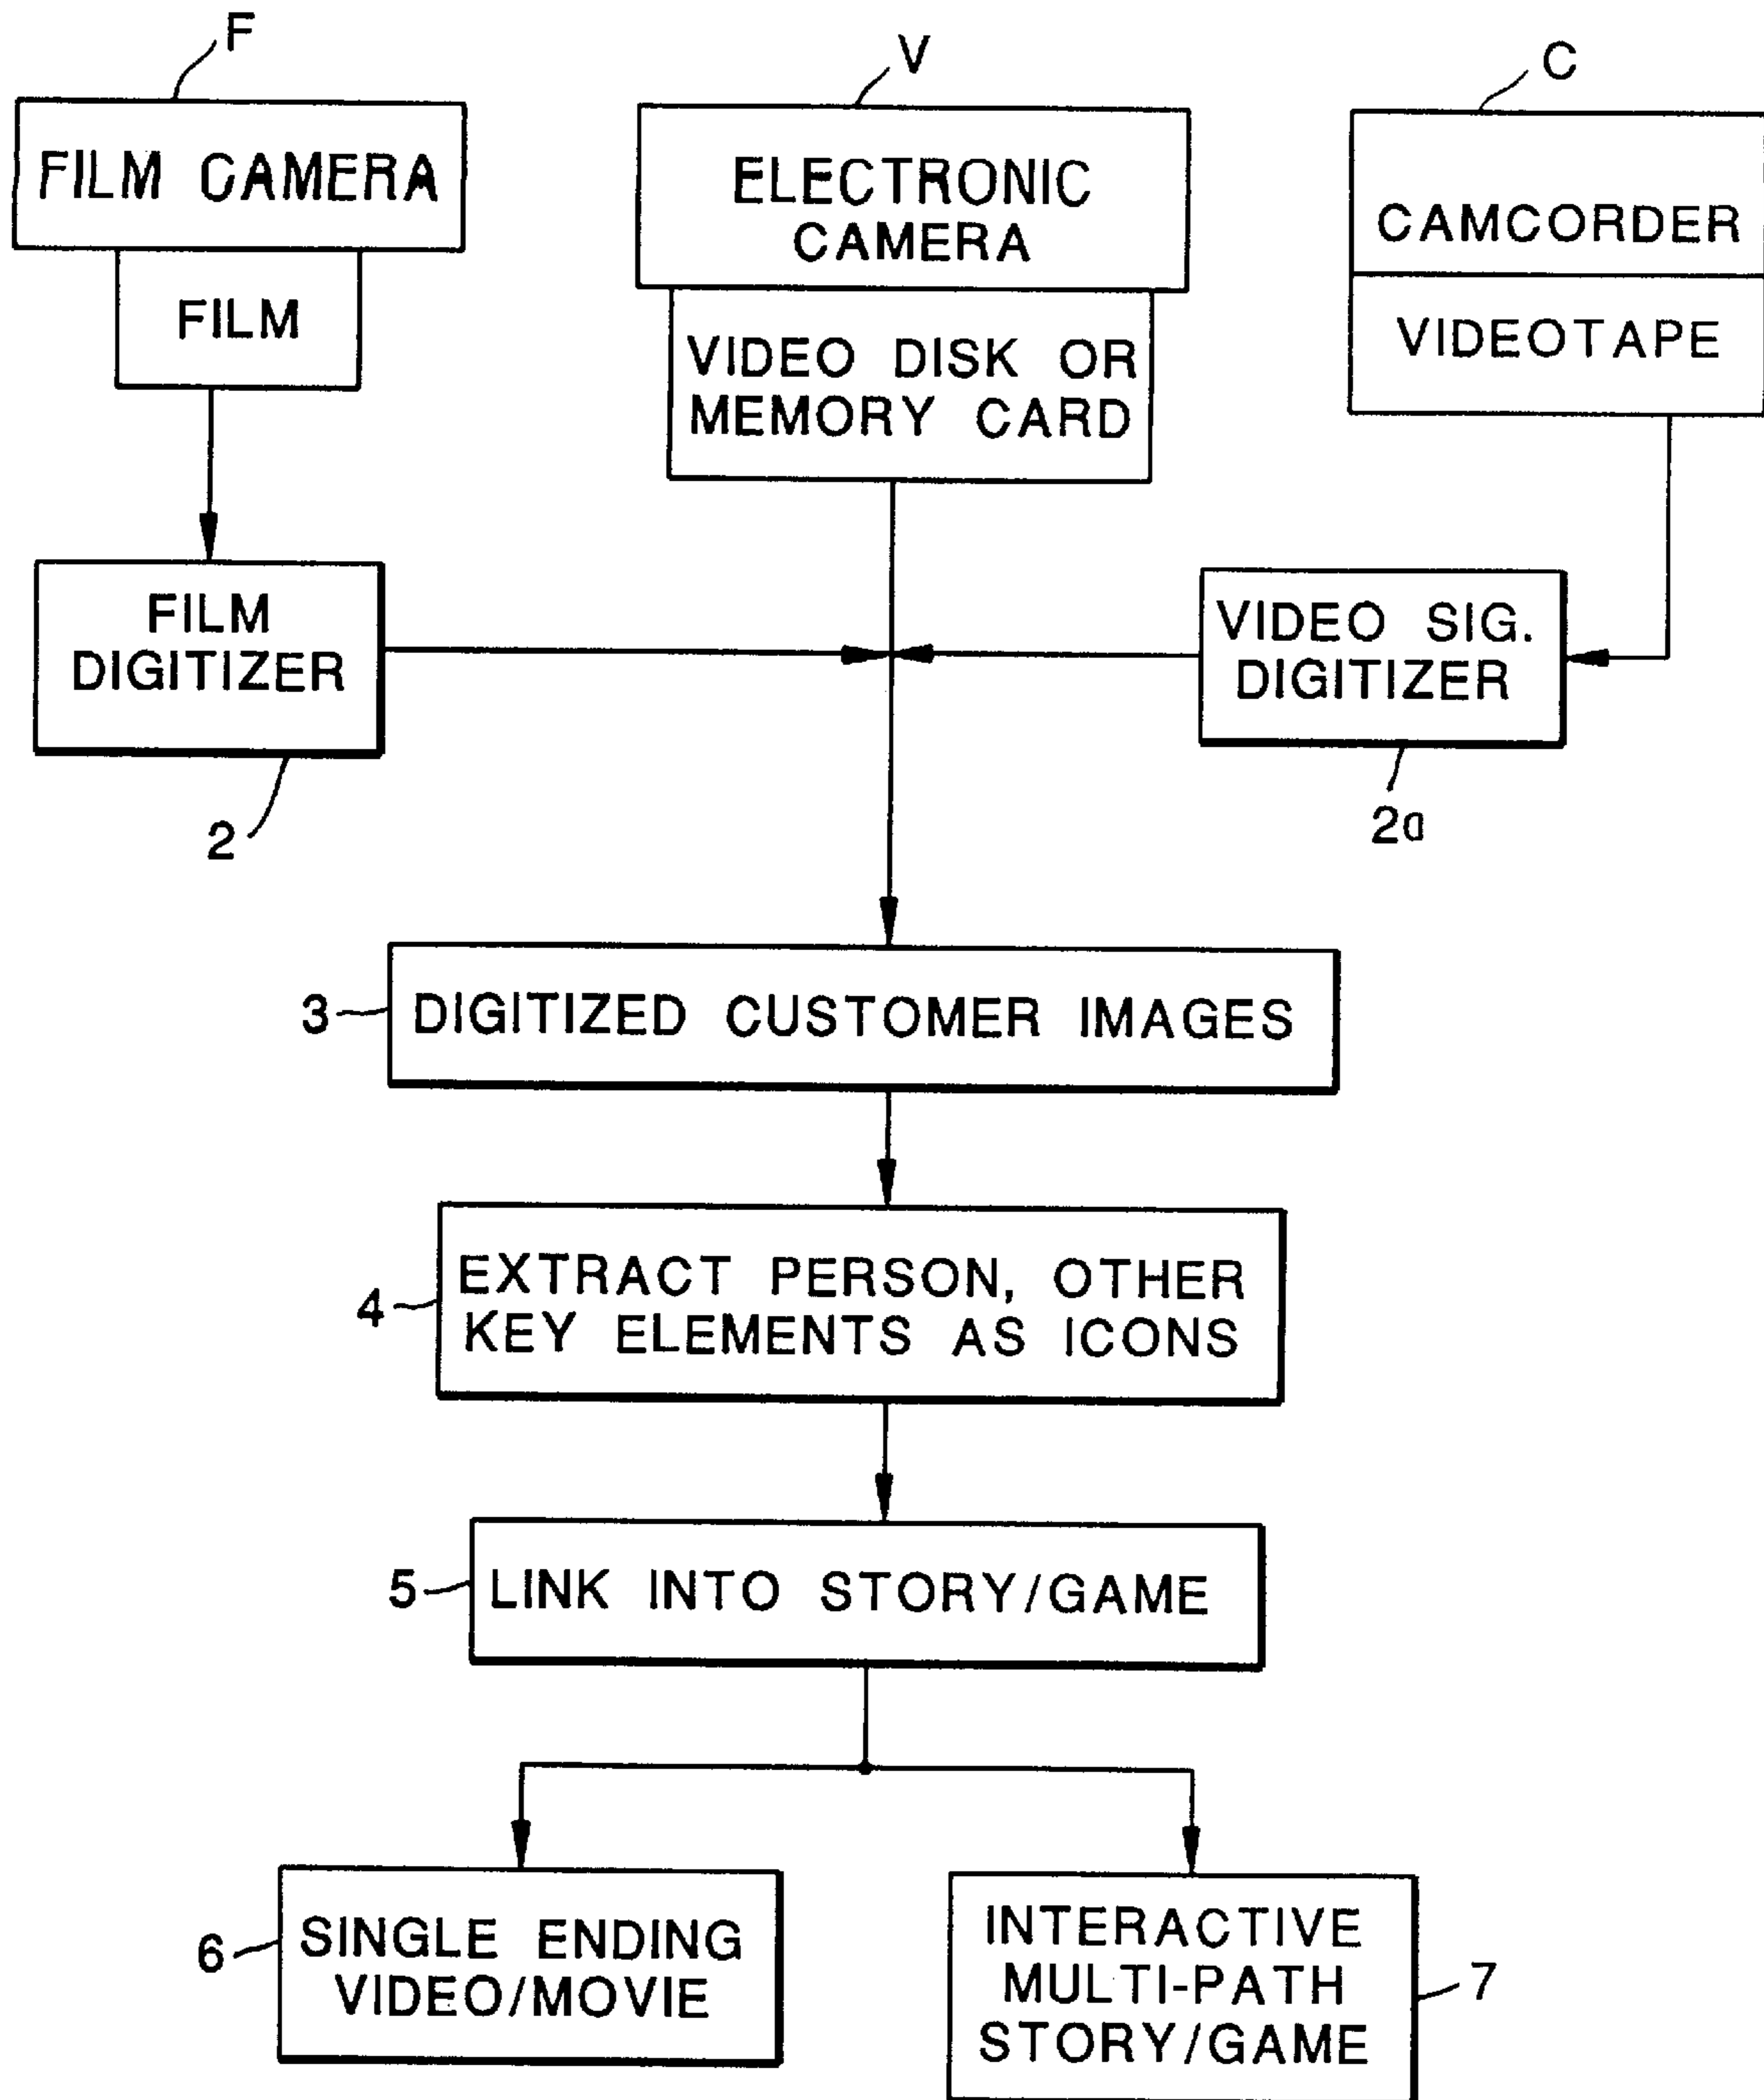 F
V
C
FILM CAMERA
FILM
ELECTRONIC
CAMERA
VIDEO DISK OR
MEMORY CARD
CAMCORDER
VIDEOTAPE
FILM
DIGITIZER
2
VIDEO SIG.
DIGITIZER
2a
3
DIGITIZED CUSTOMER IMAGES
4
EXTRACT PERSON, OTHER
KEY ELEMENTS AS ICONS
5
LINK INTO STORY/GAME
6
SINGLE ENDING
VIDEO/MOVIE
INTERACTIVE
MULTI-PATH
STORY/GAME
7